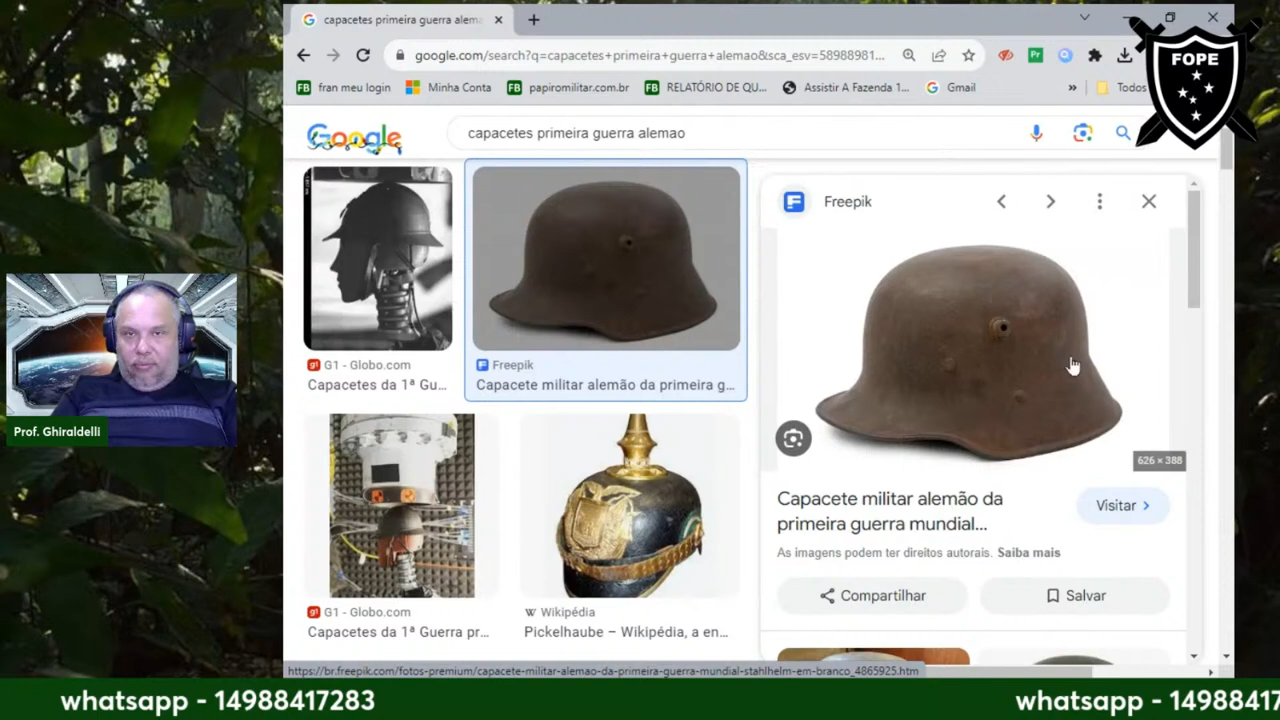 capacetes primeira guerra alema
google.com/search?q=capacetes+primeira+guerra+alemao&sca_esv=58988981...
fran meu login
Minha Conta
papiromilitar.com.br
RELATÓRIO DE QU...
Assistir A Fazenda 1...
Gmail
»
Todos
FOPE
Google
capacetes primeira guerra alemao
Freepik
G1 - Globo.com
Capacetes da 1ª Gu...
Freepik
Capacete militar alemão da primeira g...
626 × 388
Capacete militar alemão da
primeira guerra mundial...
Visitar
As imagens podem ter direitos autorais. Saiba mais
Compartilhar
Salvar
G1 - Globo.com
Capacetes da 1ª Guerra pr...
W Wikipédia
Pickelhaube – Wikipédia, a en...
Prof. Ghiraldelli
https://br.freepik.com/fotos-premium/capacete-militar-alemao-da-primeira-guerra-mundial-stahlhelm-em-branco_4865925.htm
whatsapp - 14988417283
whatsapp - 14988417